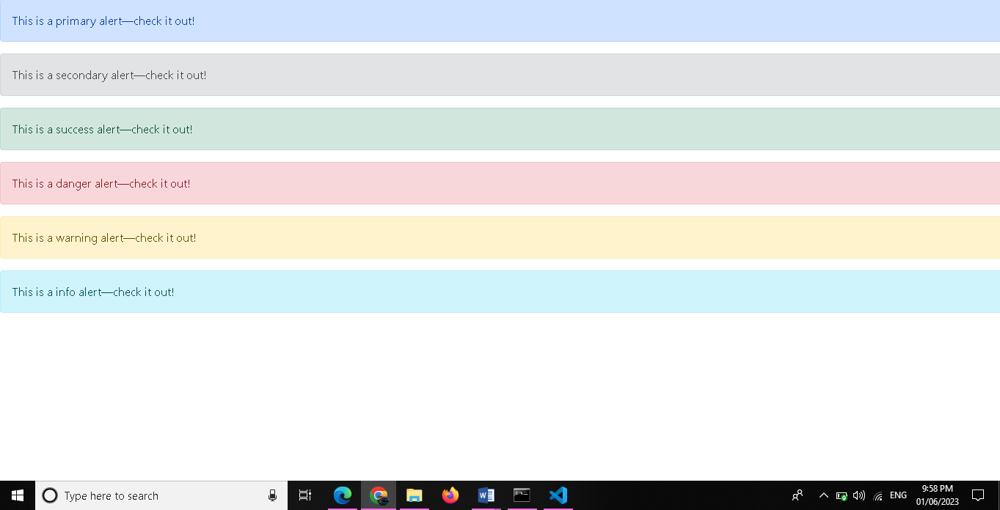 This is a primary alert—check it out!
This is a secondary alert—check it out!
This is a success alert—check it out!
This is a danger alert—check it out!
This is a warning alert—check it out!
This is a info alert—check it out!
Type here to search
ENG
9:58 PM
01/06/2023